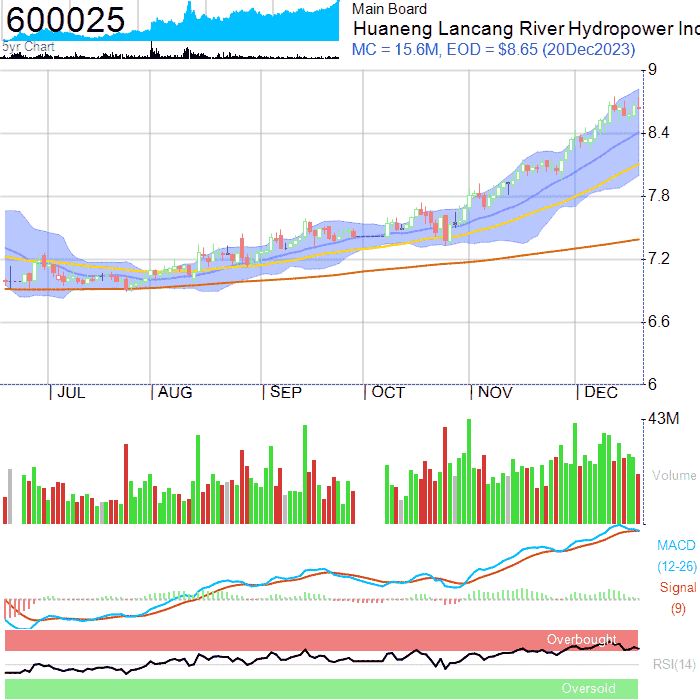 600025
5yr Chart
Main Board
Huaneng Lancang River Hydropower Inc
MC = 15.6M, EOD = $8.65 (20Dec2023)
9
8.4
7.8
7.2
6.6
6
JUL AUG SEP OCT NOV DEC
43M
Volume
MACD
(12-26)
Signal
(9)
Overbought
RSI(14)
Oversoid